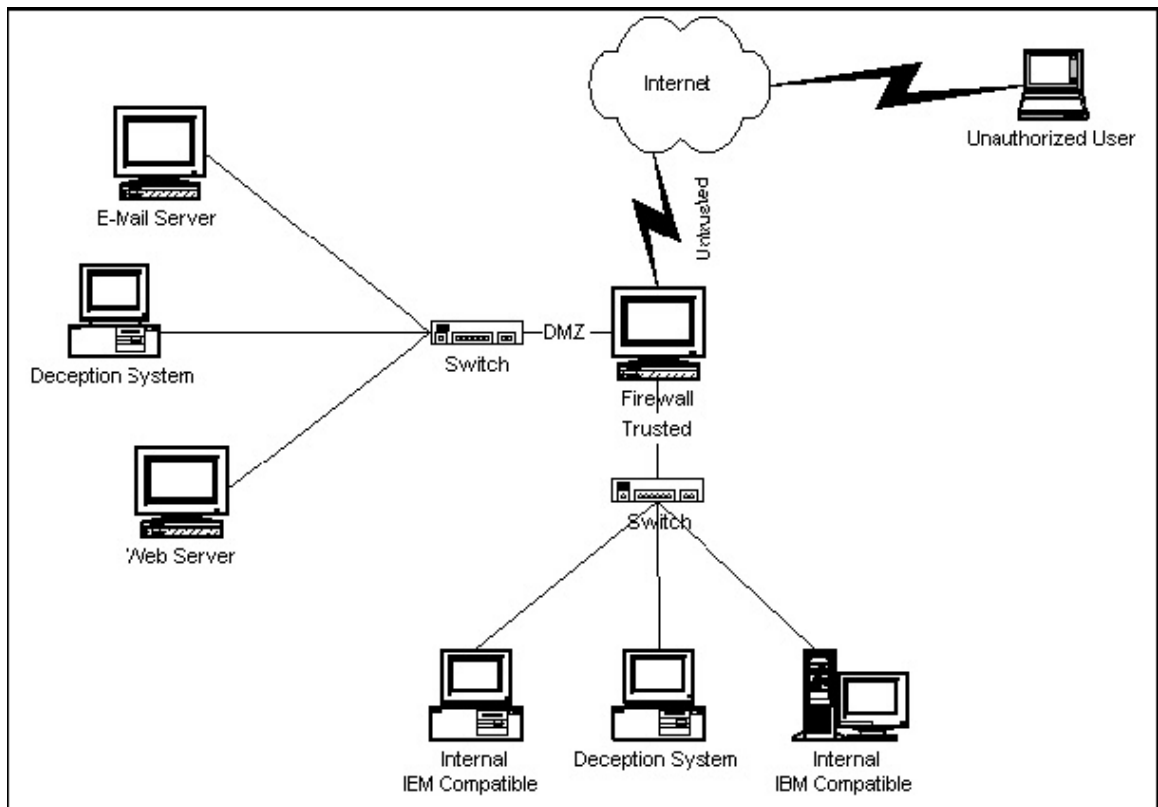 Internet
Unauthorized User
Untrusted
E-Mail Server
Deception System
Switch
DMZ
Firewall
Trusted
Web Server
Switch
Internal
IEM Compatible
Deception System
Internal
IBM Compatible